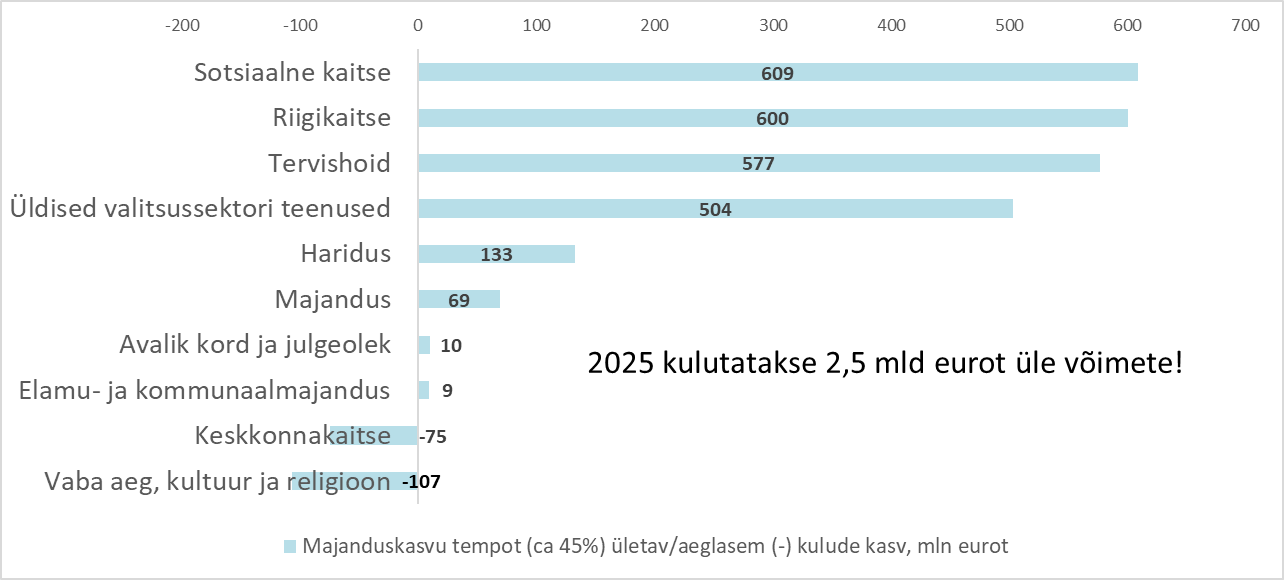 -200 -100 0 100 200 300 400 500 600 700
Sotsiaalne kaitse 609
Riigikaitse 600
Tervishoid 577
Üldised valitsussektori teenused 504
Haridus 133
Majandus 69
Avalik kord ja julgeolek 10
2025 kulutatakse 2,5 mld eurot üle võimete!
Elamu- ja kommunaalmajandus 9
Keskkonnakaitse -75
Vaba aeg, kultuur ja religioon -107
Majanduskasvu tempot (ca 45%) ületav/aeglasem (-) kulude kasv, mln eurot